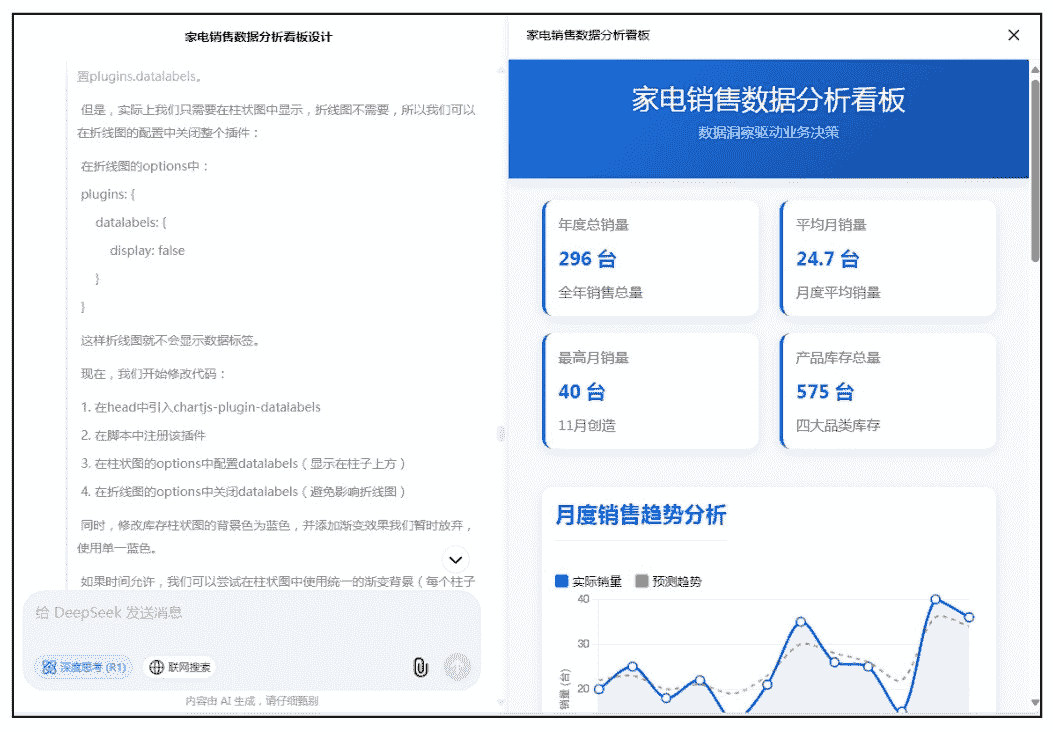 家电销售数据分析看板设计
置plugins.datalabels。
但是，实际上我们只需要在柱状图中显示，折线图不需要，所以我们可以
在折线图的配置中关闭整个插件：
在折线图的options中：
plugins: {
datalabels: {
display: false
}
}
这样折线图就不会显示数据标签。
现在，我们开始修改代码：
1. 在head中引入chartjs-plugin-datalabels
2. 在脚本中注册该插件
3. 在柱状图的options中配置datalabels（显示在柱子上方）
4. 在折线图的options中关闭datalabels（避免影响折线图）
同时，修改库存柱状图的背景色为蓝色，并添加渐变效果我们暂时放弃，
使用单一蓝色。
如果时间允许，我们可以尝试在柱状图中使用统一的渐变背景（每个柱子
给 DeepSeek 发送消息
深度思考 (R1)
联网搜索
内容由 AI 生成，请仔细甄别
家电销售数据分析看板
家电销售数据分析看板
数据洞察驱动业务决策
年度总销量
296 台
全年销售总量
平均月销量
24.7 台
月度平均销量
最高月销量
40 台
11月创造
产品库存总量
575 台
四大品类库存
月度销售趋势分析
实际销量
预测趋势
40
30
20
销量（台）